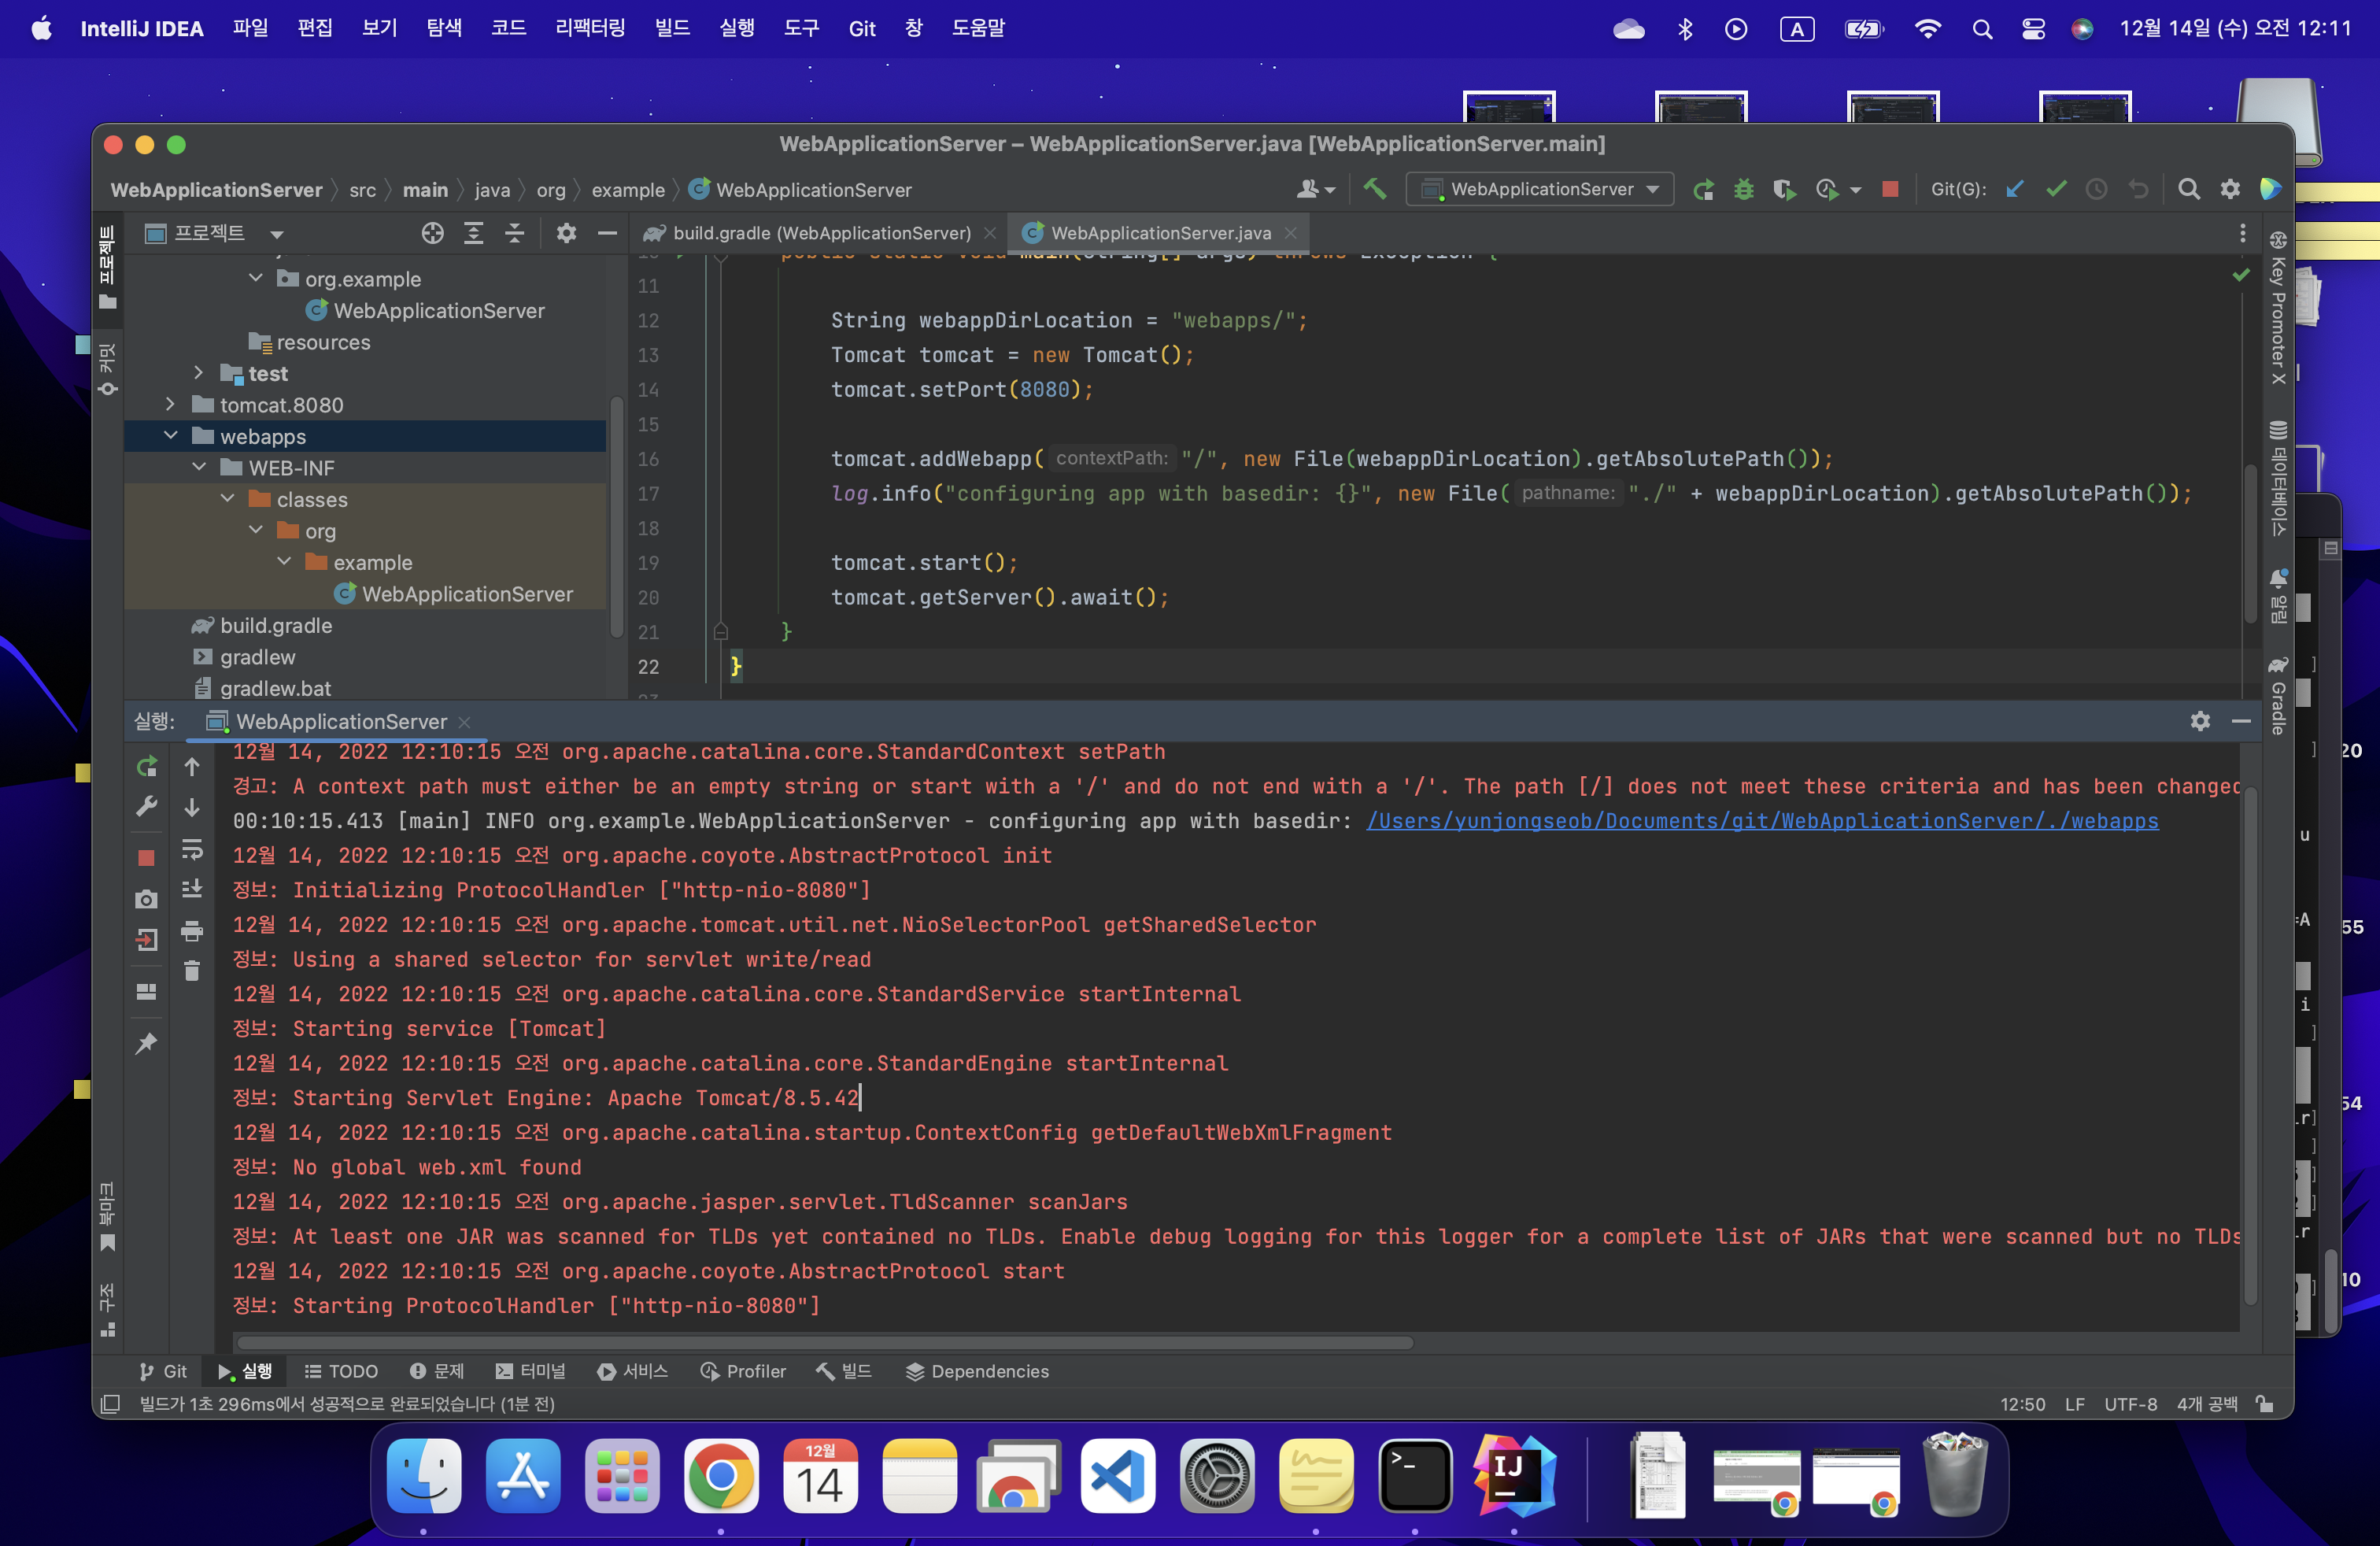 IntelliJ IDEA 파일 편집 보기 탐색 코드 리팩터링 빌드 실행 도구 Git 창 도움말
A 12월 14일 (수) 오전 12:11
WebApplicationServer – WebApplicationServer.java [WebApplicationServer.main]
WebApplicationServer src main java org example WebApplicationServer
WebApplicationServer Git(G):
프로젝트
커밋
북마크
구조
프로젝트
org.example
WebApplicationServer
resources
test
tomcat.8080
webapps
WEB-INF
classes
org
example
WebApplicationServer
build.gradle
gradlew
gradlew.bat
build.gradle (WebApplicationServer) WebApplicationServer.java
10 public static void main(String[] args) throws Exception {
11
12 String webappDirLocation = "webapps/";
13 Tomcat tomcat = new Tomcat();
14 tomcat.setPort(8080);
15
16 tomcat.addWebapp( contextPath: "/", new File(webappDirLocation).getAbsolutePath());
17 log.info("configuring app with basedir: {}", new File( pathname: "./" + webappDirLocation).getAbsolutePath());
18
19 tomcat.start();
20 tomcat.getServer().await();
21 }
22 }
23
Key Promoter X
데이터베이스
알림
Gradle
실행: WebApplicationServer
12월 14, 2022 12:10:15 오전 org.apache.catalina.core.StandardContext setPath
경고: A context path must either be an empty string or start with a '/' and do not end with a '/'. The path [/] does not meet these criteria and has been changed
00:10:15.413 [main] INFO org.example.WebApplicationServer - configuring app with basedir: /Users/yunjongseob/Documents/git/WebApplicationServer/./webapps
12월 14, 2022 12:10:15 오전 org.apache.coyote.AbstractProtocol init
정보: Initializing ProtocolHandler ["http-nio-8080"]
12월 14, 2022 12:10:15 오전 org.apache.tomcat.util.net.NioSelectorPool getSharedSelector
정보: Using a shared selector for servlet write/read
12월 14, 2022 12:10:15 오전 org.apache.catalina.core.StandardService startInternal
정보: Starting service [Tomcat]
12월 14, 2022 12:10:15 오전 org.apache.catalina.core.StandardEngine startInternal
정보: Starting Servlet Engine: Apache Tomcat/8.5.42
12월 14, 2022 12:10:15 오전 org.apache.catalina.startup.ContextConfig getDefaultWebXmlFragment
정보: No global web.xml found
12월 14, 2022 12:10:15 오전 org.apache.jasper.servlet.TldScanner scanJars
정보: At least one JAR was scanned for TLDs yet contained no TLDs. Enable debug logging for this logger for a complete list of JARs that were scanned but no TLDs
12월 14, 2022 12:10:15 오전 org.apache.coyote.AbstractProtocol start
정보: Starting ProtocolHandler ["http-nio-8080"]
Git 실행 TODO 문제 터미널 서비스 Profiler 빌드 Dependencies
빌드가 1초 296ms에서 성공적으로 완료되었습니다 (1분 전)
12:50 LF UTF-8 4개 공백
20
u
=A
55
i
54
10
12월
14
IJ